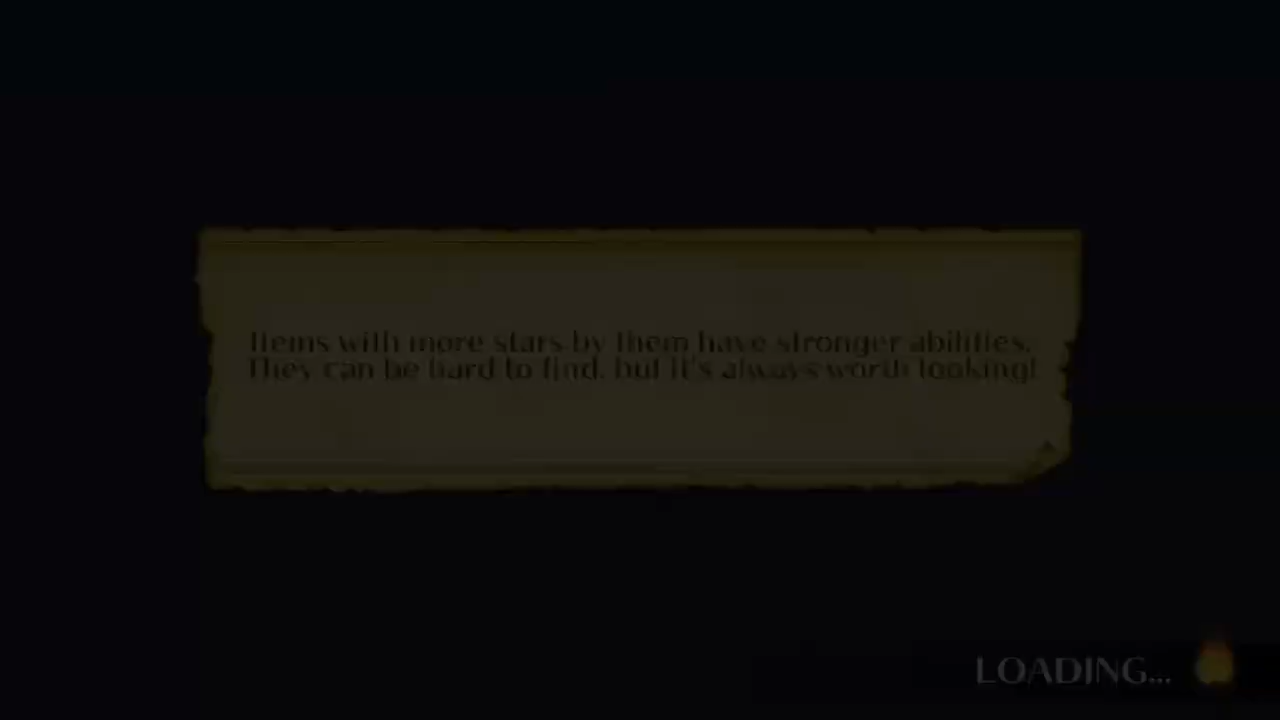 Items with more stars by them have stronger abilities.
They can be hard to find, but it's always worth looking!
LOADING...